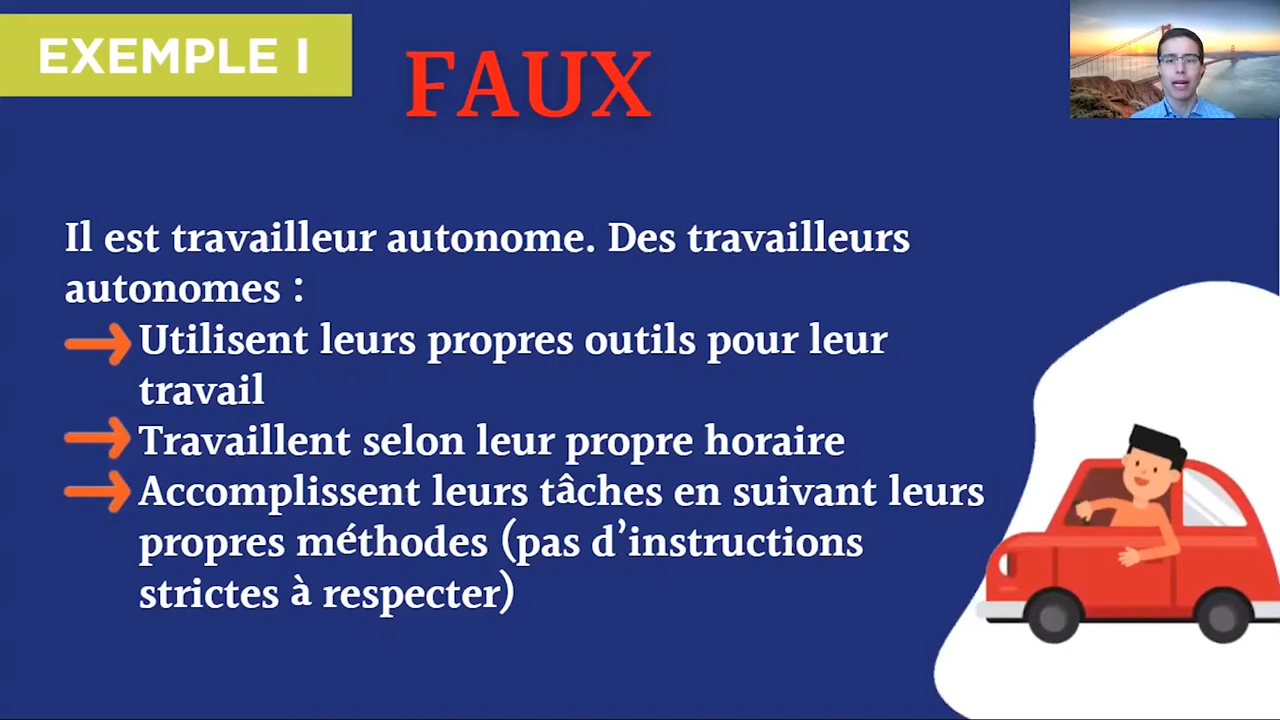 EXEMPLE I
FAUX
Il est travailleur autonome. Des travailleurs
autonomes :
Utilisent leurs propres outils pour leur
travail
Travaillent selon leur propre horaire
Accomplissent leurs tâches en suivant leurs
propres méthodes (pas d'instructions
strictes à respecter)